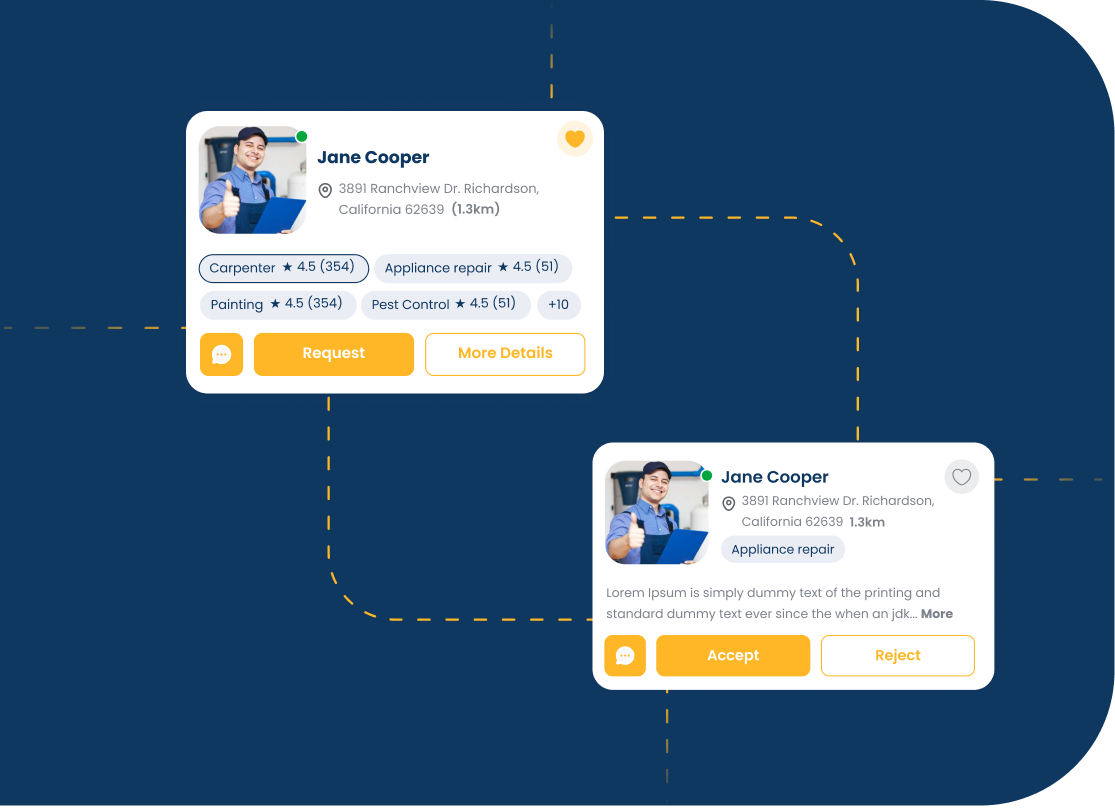 Jane Cooper
3891 Ranchview Dr. Richardson,
California 62639 (1.3km)
Carpenter ★ 4.5 (354) Appliance repair ★ 4.5 (51)
Painting ★ 4.5 (354) Pest Control ★ 4.5 (51) +10
Request More Details
Jane Cooper
3891 Ranchview Dr. Richardson,
California 62639 1.3km
Appliance repair
Lorem Ipsum is simply dummy text of the printing and
standard dummy text ever since the when an jdk... More
Accept Reject